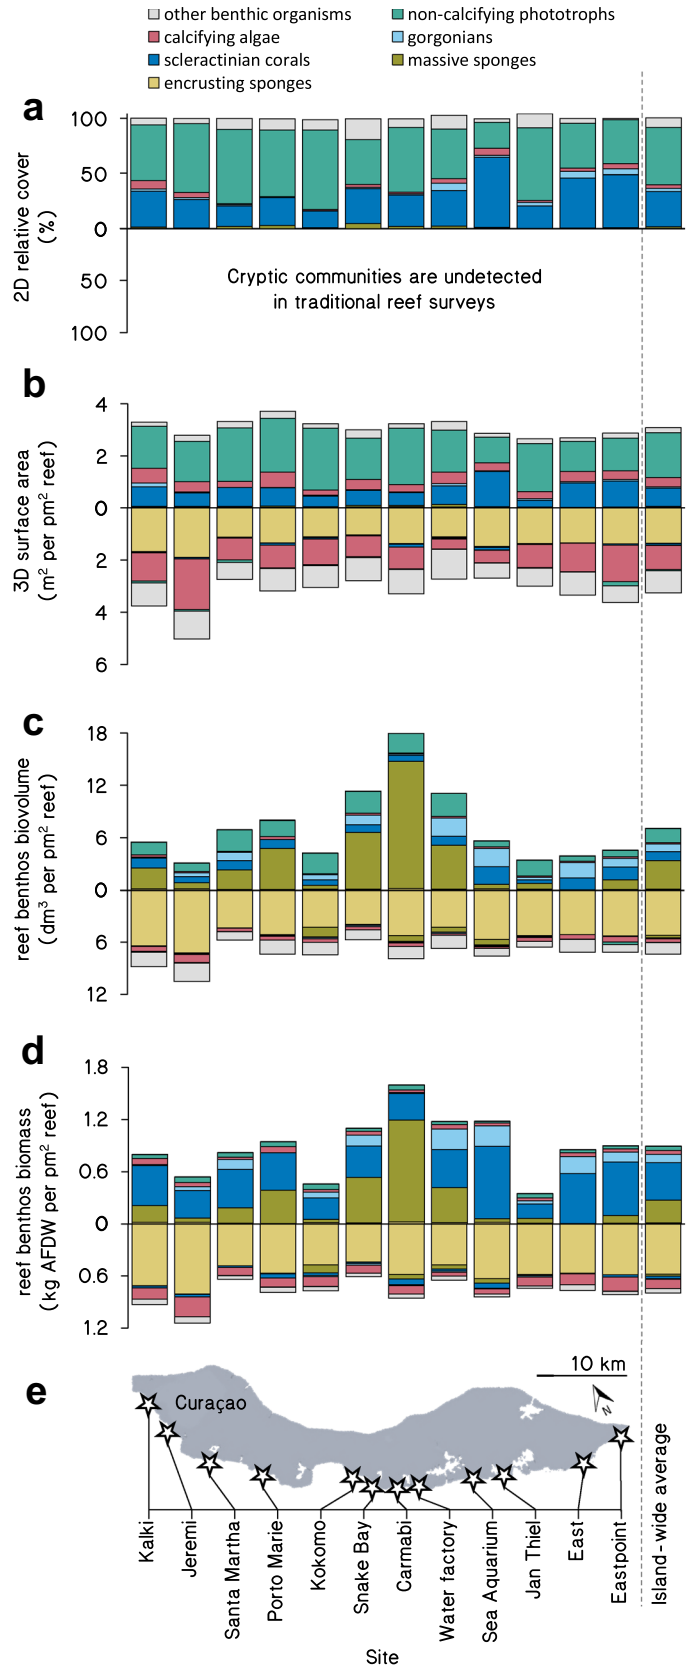 other benthic organisms
non-calcifying phototrophs
calcifying algae
gorgonians
scleractinian corals
massive sponges
encrusting sponges
a
2D relative cover
(%)
100
50
0
50
100
Cryptic communities are undetected
in traditional reef surveys
b
3D surface area
(m² per pm² reef)
4
2
0
2
4
6
c
reef benthos biovolume
(dm³ per pm² reef)
18
12
6
0
6
12
d
reef benthos biomass
(kg AFDW per pm² reef)
1.8
1.2
0.6
0
0.6
1.2
e
Curaçao
10 km
N
Kalki
Jeremi
Santa Martha
Porto Marie
Kokomo
Snake Bay
Carmabi
Water factory
Sea Aquarium
Jan Thiel
East
Eastpoint
Island-wide average
Site